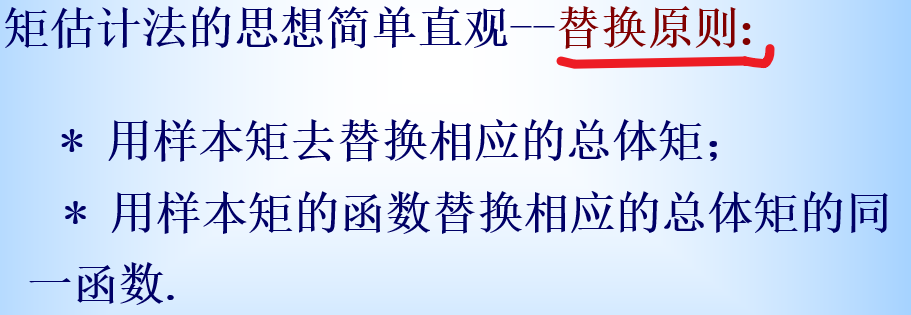 矩估计法的思想简单直观--替换原则:
* 用样本矩去替换相应的总体矩;
* 用样本矩的函数替换相应的总体矩的同
一函数.